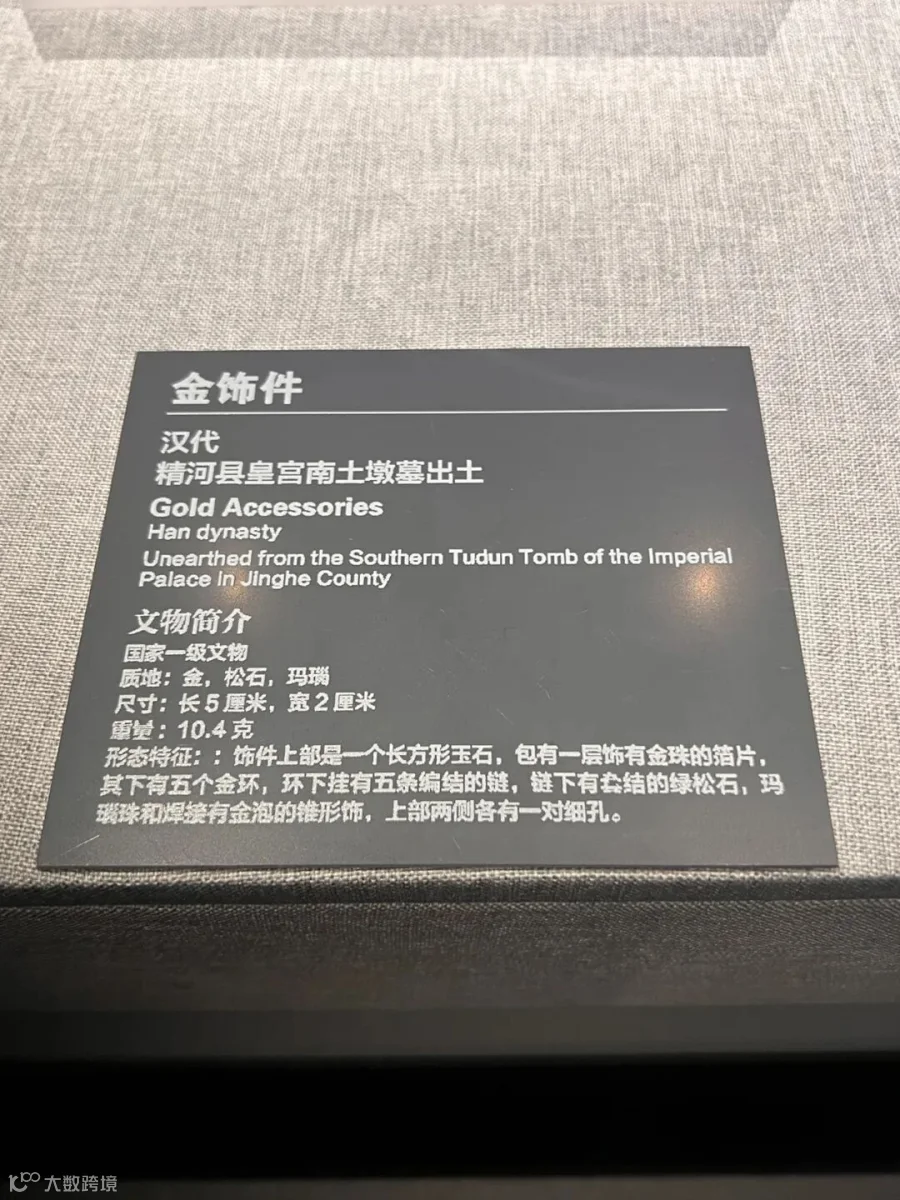 金饰件
汉代
精河县皇宫南土墩墓出土
Gold Accessories
Han dynasty
Unearthed from the Southern Tudun Tomb of the Imperial
Palace in Jinghe County
文物简介
国家一级文物
质地：金，松石，玛瑙
尺寸：长5厘米，宽2厘米
重量：10.4克
形态特征：：饰件上部是一个长方形玉石，包有一层饰有金珠的箔片，
其下有五个金环，环下挂有五条编结的链，链下有套结的绿松石，玛
瑙珠和焊接有金泡的锥形饰，上部两侧各有一对细孔。
大数跨境